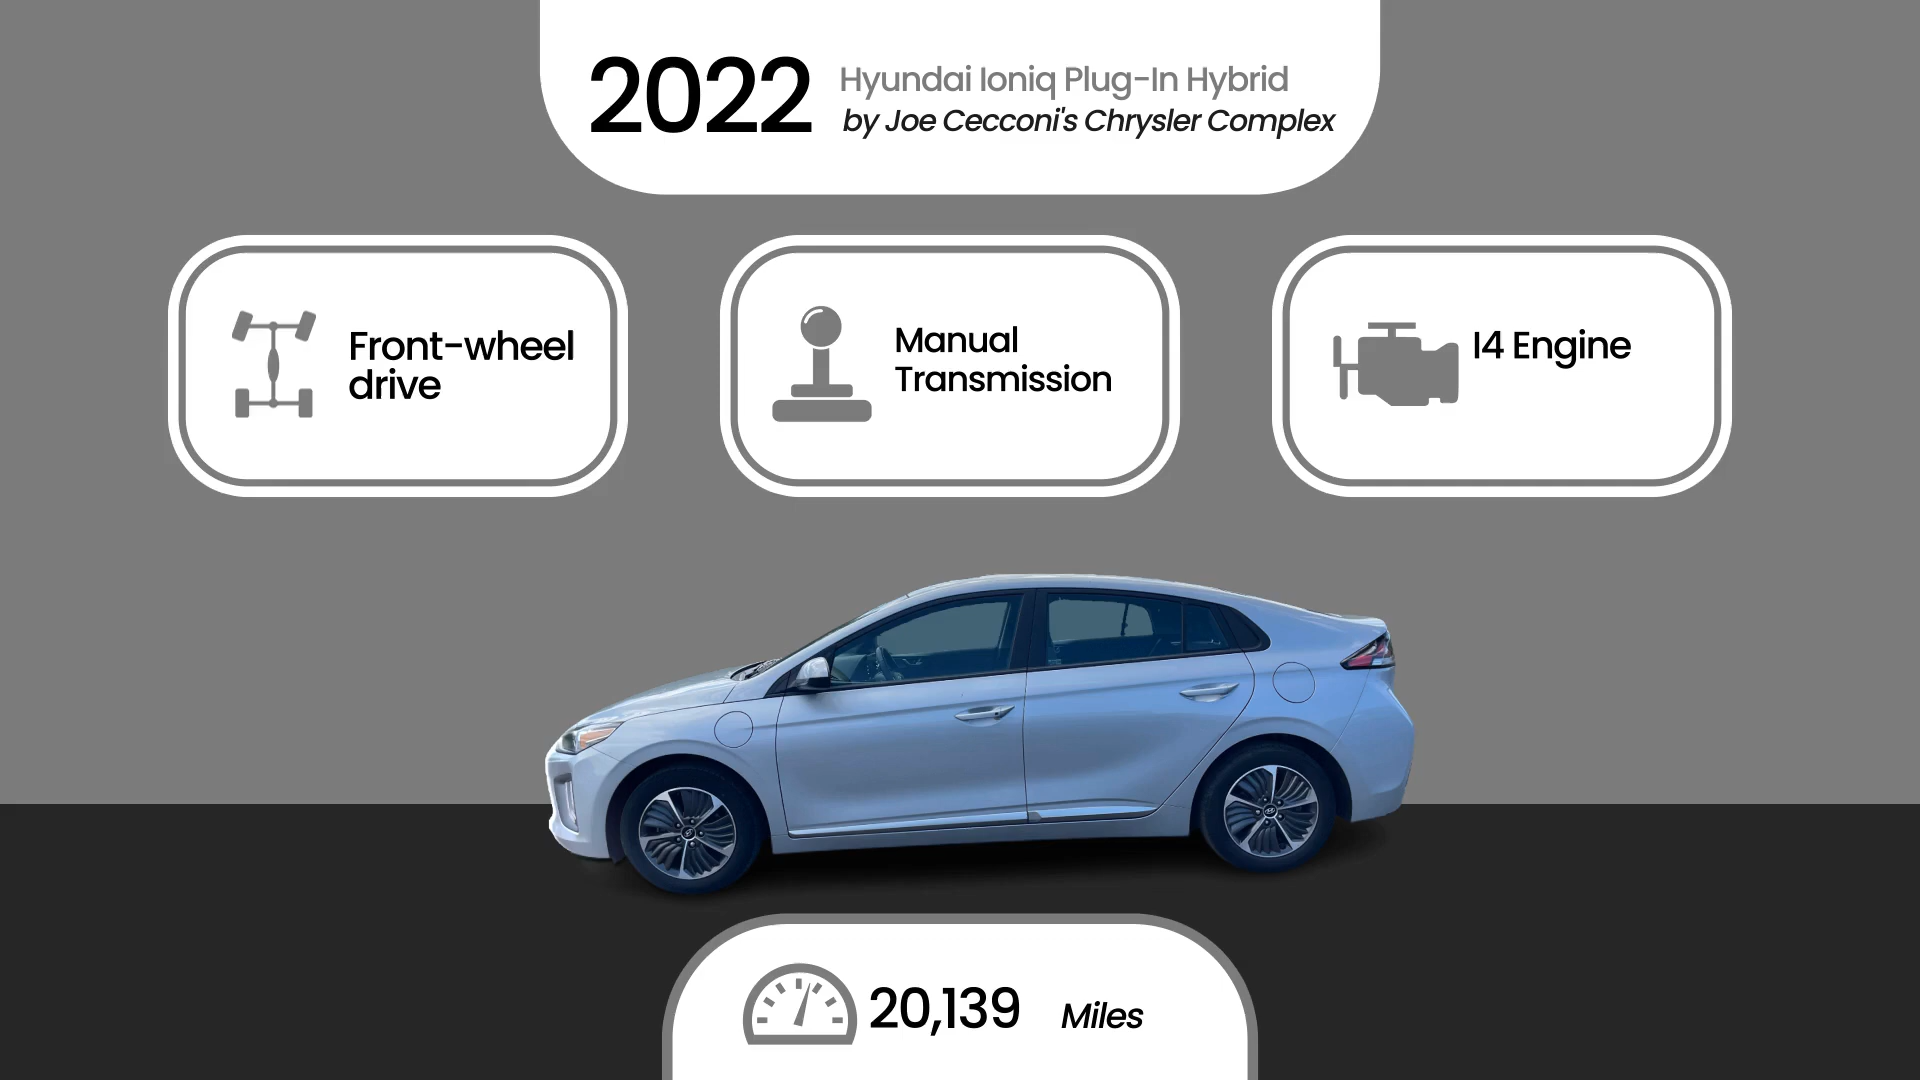 2022
Hyundai Ioniq Plug-In Hybrid
by Joe Cecconi's Chrysler Complex
Front-wheel
drive
Manual
Transmission
I4 Engine
20,139 Miles